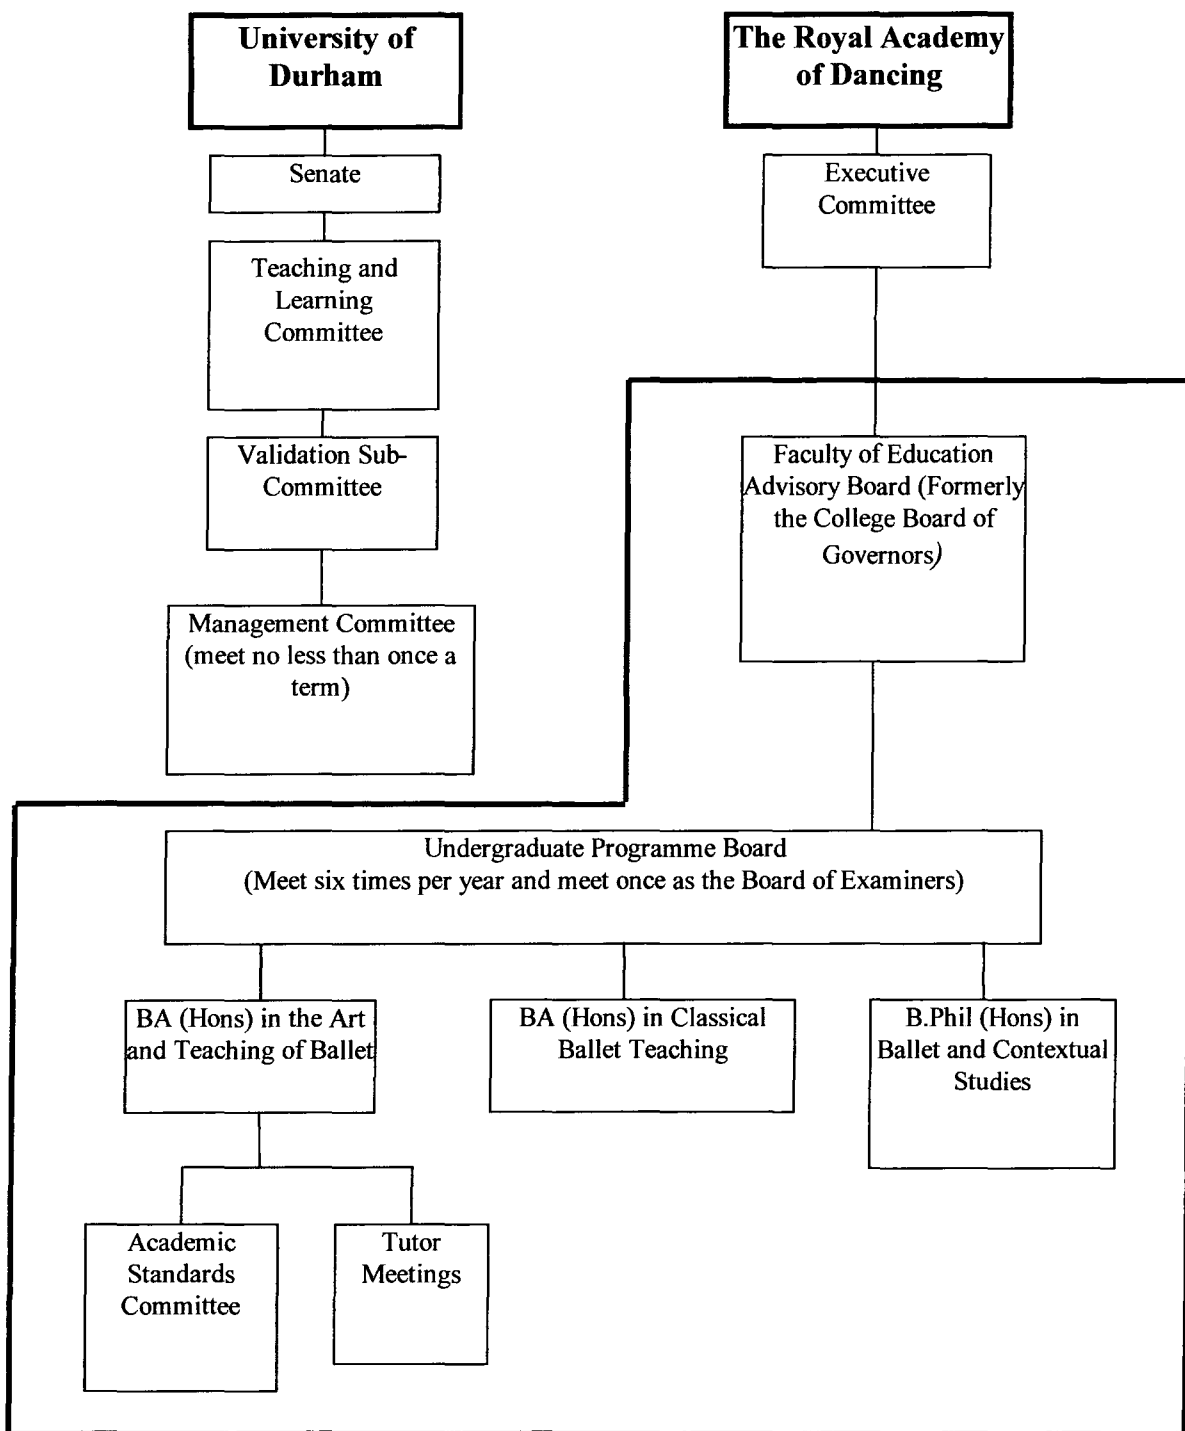 University of
Durham
The Royal Academy
of Dancing
Senate
Executive
Committee
Teaching and
Learning
Committee
Validation Sub-
Committee
Faculty of Education
Advisory Board (Formerly
the College Board of
Governors)
Management Committee
(meet no less than once a
term)
Undergraduate Programme Board
(Meet six times per year and meet once as the Board of Examiners)
BA (Hons) in the Art
and Teaching of Ballet
BA (Hons) in Classical
Ballet Teaching
B.Phil (Hons) in
Ballet and Contextual
Studies
Academic
Standards
Committee
Tutor
Meetings